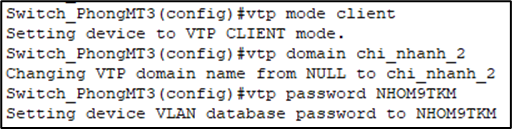 Switch_PhongMT3(config)#vtp mode client
Setting device to VTP CLIENT mode.
Switch_PhongMT3(config)#vtp domain chi_nhanh_2
Changing VTP domain name from NULL to chi_nhanh_2
Switch_PhongMT3(config)#vtp password NHOM9TKM
Setting device VLAN database password to NHOM9TKM